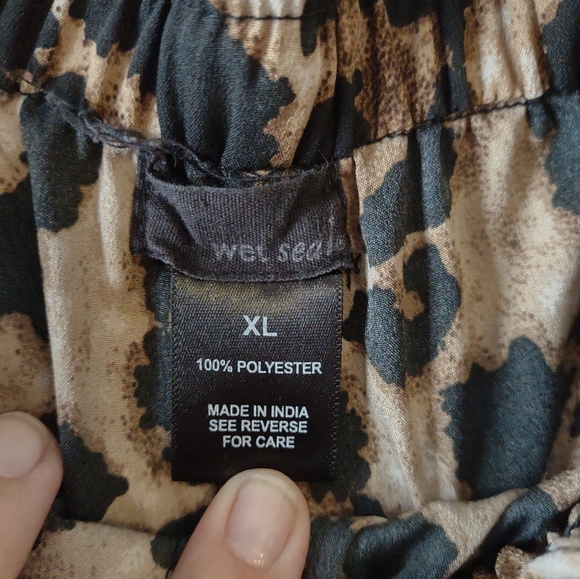 wet seal
XL
100% POLYESTER
MADE IN INDIA
SEE REVERSE
FOR CARE